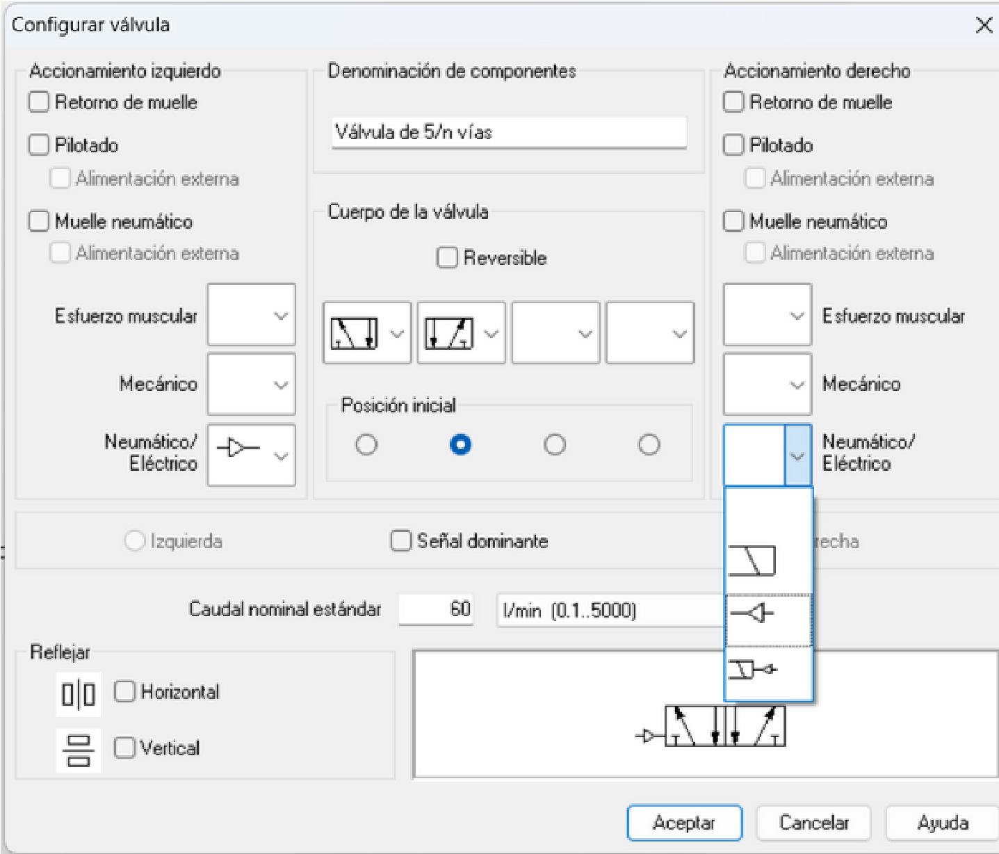 Configurar válvula
Accionamiento izquierdo
Retorno de muelle
Pilotado
Alimentación externa
Muelle neumático
Alimentación externa
Esfuerzo muscular
Mecánico
Neumático/
Eléctrico
Denominación de componentes
Válvula de 5/n vías
Cuerpo de la válvula
Reversible
Posición inicial
Accionamiento derecho
Retorno de muelle
Pilotado
Alimentación externa
Muelle neumático
Alimentación externa
Esfuerzo muscular
Mecánico
Neumático/
Eléctrico
Izquierda
Señal dominante
recha
Caudal nominal estándar 60 l/min (0.1..5000)
Reflejar
Horizontal
Vertical
Aceptar
Cancelar
Ayuda